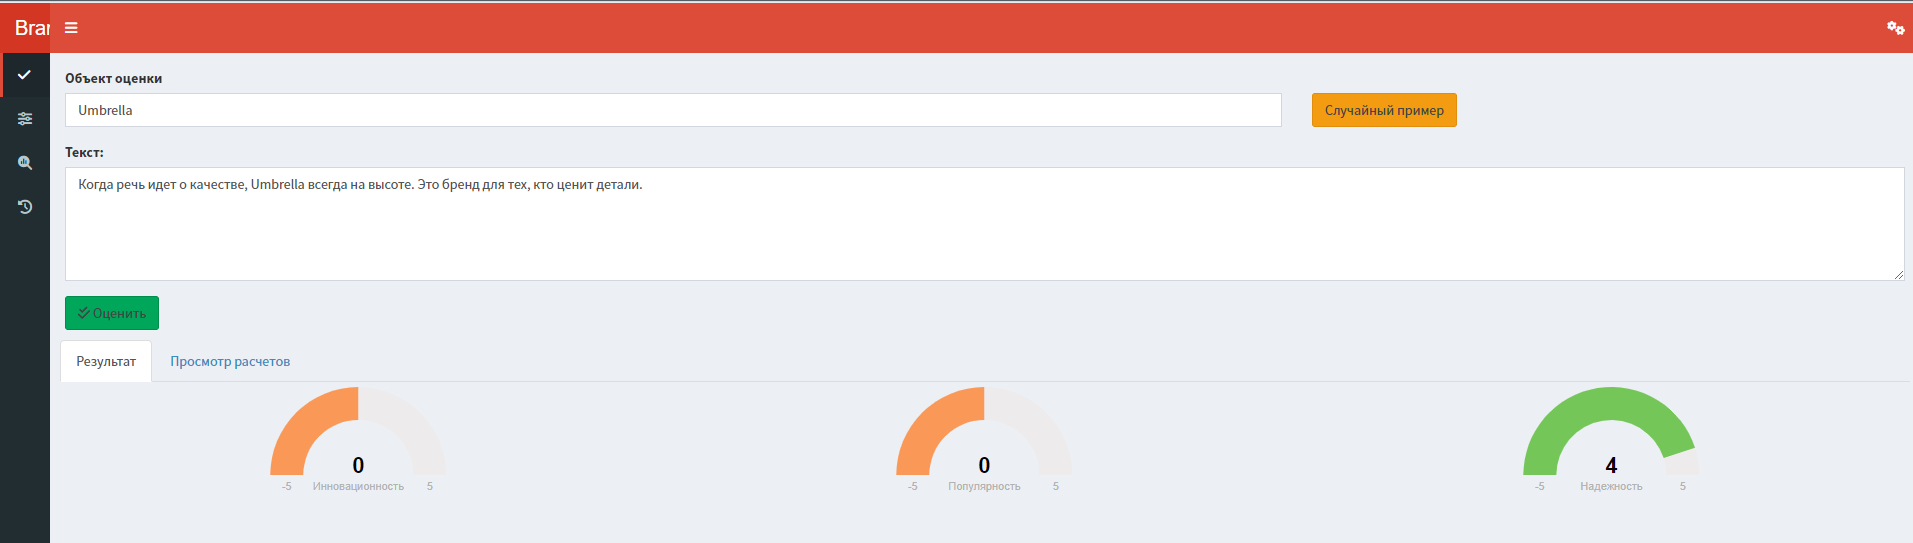 Bran
Объект оценки
Umbrella
Случайный пример
Текст:
Когда речь идет о качестве, Umbrella всегда на высоте. Это бренд для тех, кто ценит детали.
Оценить
Результат Просмотр расчетов
0 0 4
-5 Инновационность 5 -5 Популярность 5 -5 Надежность 5